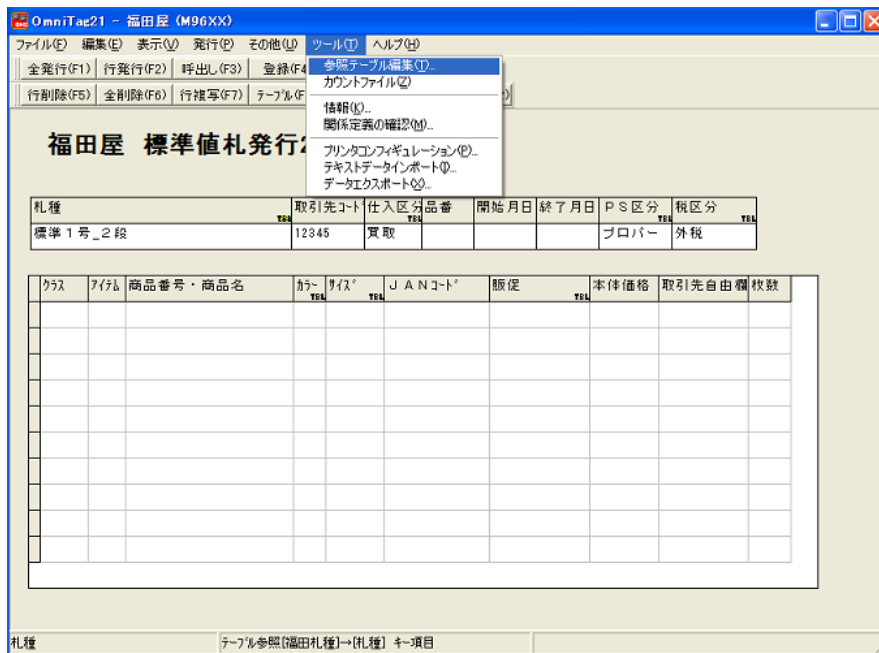 OmniTag21 - 福田屋 (M96XX)
ファイル(F) 編集(E) 表示(V) 発行(P) その他(U) ツール(T) ヘルプ(H)
全発行(F1) 行発行(F2) 呼出し(F3) 登録(F4
参照テーブル編集(T)...
カウントファイル(Z)
行削除(F5) 全削除(F6) 行複写(F7) テーブル(F
情報(K)...
関係定義の確認(M)...
福田屋 標準値札発行2
プリンタコンフィギュレーション(P)...
テキストデータインポート(I)...
データエクスポート(X)...
札種 TBL 取引先コード 仕入区分 TBL 品番 開始月日 終了月日 PS区分 TBL 税区分 TBL
標準1号_2段 12345 買取 プロパー 外税
クラス アイテム 商品番号・商品名 カラー TBL サイズ TBL JANコード 販促 TBL 本体価格 取引先自由欄 枚数
札種 テーブル参照[福田札種]→[札種] キー項目